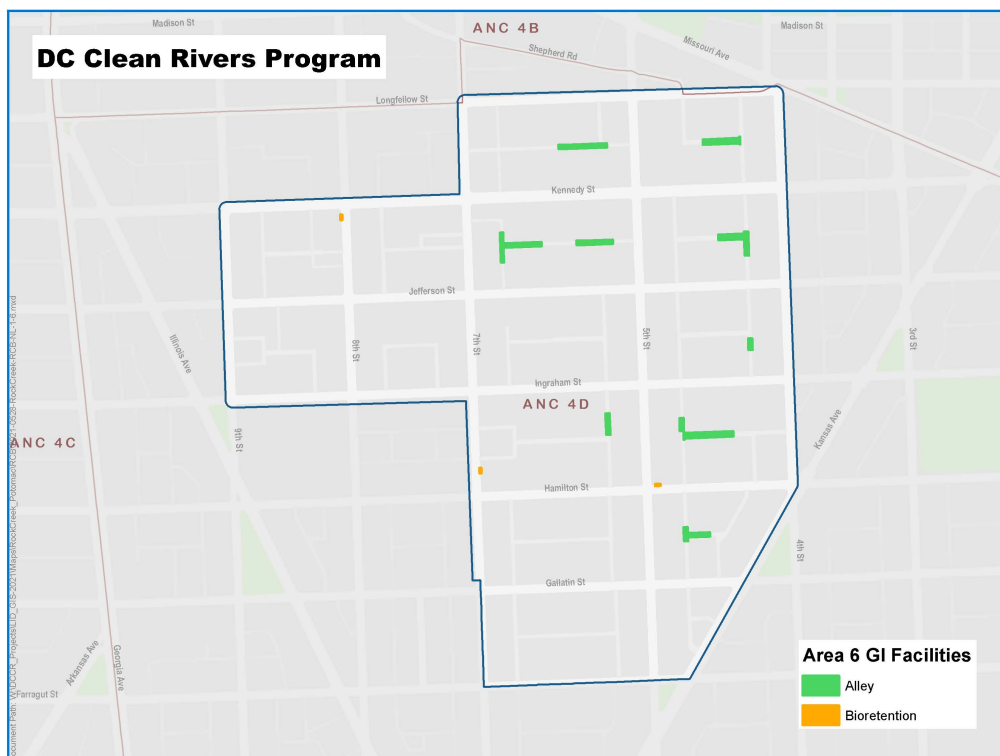 Madison St
ANC 4B
Madison St
Missouri Ave
Shepherd Rd
DC Clean Rivers Program
Longfellow St
Kennedy St
Jefferson St
Illinois Ave
8th St
7th St
5th St
3rd St
Ingraham St
ANC 4D
Kansas Ave
ANC 4C
9th St
Hamilton St
4th St
Gallatin St
Arkansas Ave
Georgia Ave
Farragut St
Area 6 GI Facilities
Alley
Bioretention